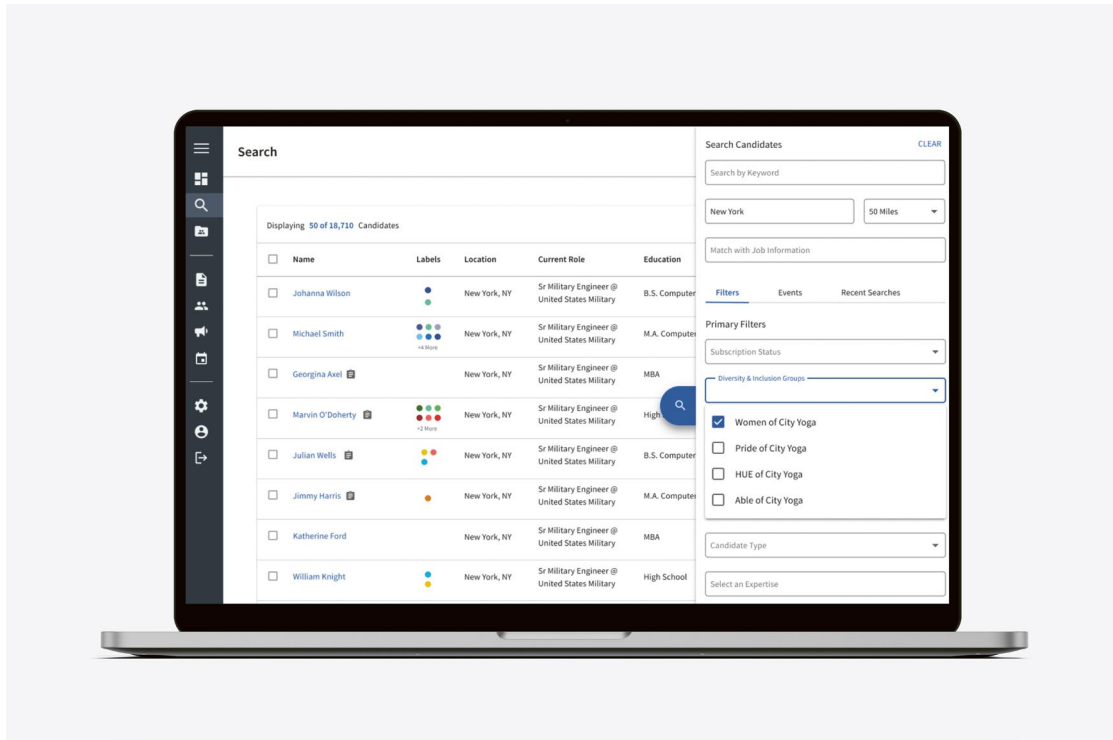 Search
Displaying 50 of 18,710 Candidates
Name Labels Location Current Role Education
Johanna Wilson New York, NY Sr Military Engineer @ B.S. Computer
United States Military
Michael Smith New York, NY Sr Military Engineer @ M.A. Computer
United States Military
+4 More
Georgina Axel New York, NY Sr Military Engineer @ MBA
United States Military
Marvin O'Doherty New York, NY Sr Military Engineer @ High
United States Military
+2 More
Julian Wells New York, NY Sr Military Engineer @ B.S. Computer
United States Military
Jimmy Harris New York, NY Sr Military Engineer @ M.A. Computer
United States Military
Katherine Ford New York, NY Sr Military Engineer @ MBA
United States Military
William Knight New York, NY Sr Military Engineer @ High School
United States Military
Search Candidates CLEAR
Search by Keyword
New York 50 Miles
Match with Job Information
Filters Events Recent Searches
Primary Filters
Subscription Status
Diversity & Inclusion Groups
Women of City Yoga
Pride of City Yoga
HUE of City Yoga
Able of City Yoga
Candidate Type
Select an Expertise